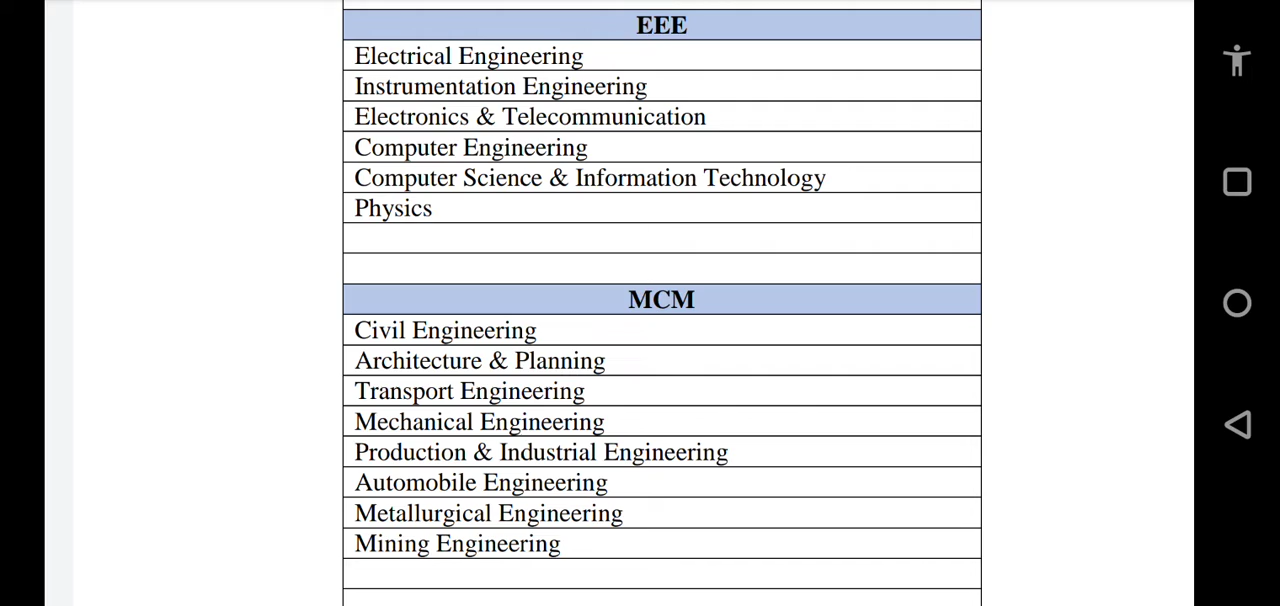 EEE
Electrical Engineering
Instrumentation Engineering
Electronics & Telecommunication
Computer Engineering
Computer Science & Information Technology
Physics
MCM
Civil Engineering
Architecture & Planning
Transport Engineering
Mechanical Engineering
Production & Industrial Engineering
Automobile Engineering
Metallurgical Engineering
Mining Engineering